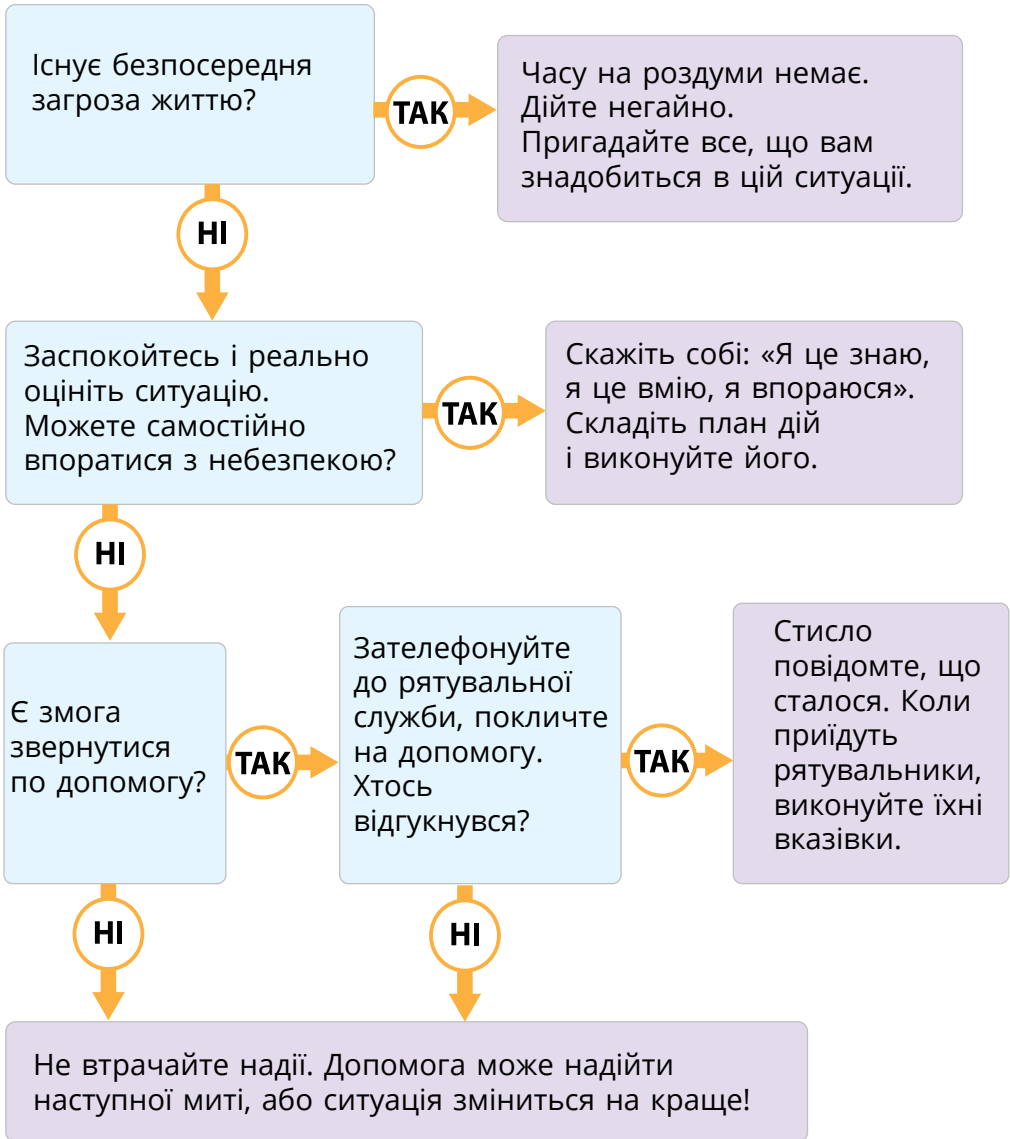 Існує безпосередня
загроза життю?
ТАК
Часу на роздуми немає.
Дійте негайно.
Пригадайте все, що вам
знадобиться в цій ситуації.
НІ
Заспокойтесь і реально
оцініть ситуацію.
Можете самостійно
впоратися з небезпекою?
ТАК
Скажіть собі: «Я це знаю,
я це вмію, я впораюся».
Складіть план дій
і виконуйте його.
НІ
Є змога
звернутися
по допомогу?
ТАК
Зателефонуйте
до рятувальної
служби, покличте
на допомогу.
Хтось
відгукнувся?
ТАК
Стисло
повідомте, що
сталося. Коли
приїдуть
рятувальники,
виконуйте їхні
вказівки.
НІ
НІ
Не втрачайте надії. Допомога може надійти
наступної миті, або ситуація зміниться на краще!